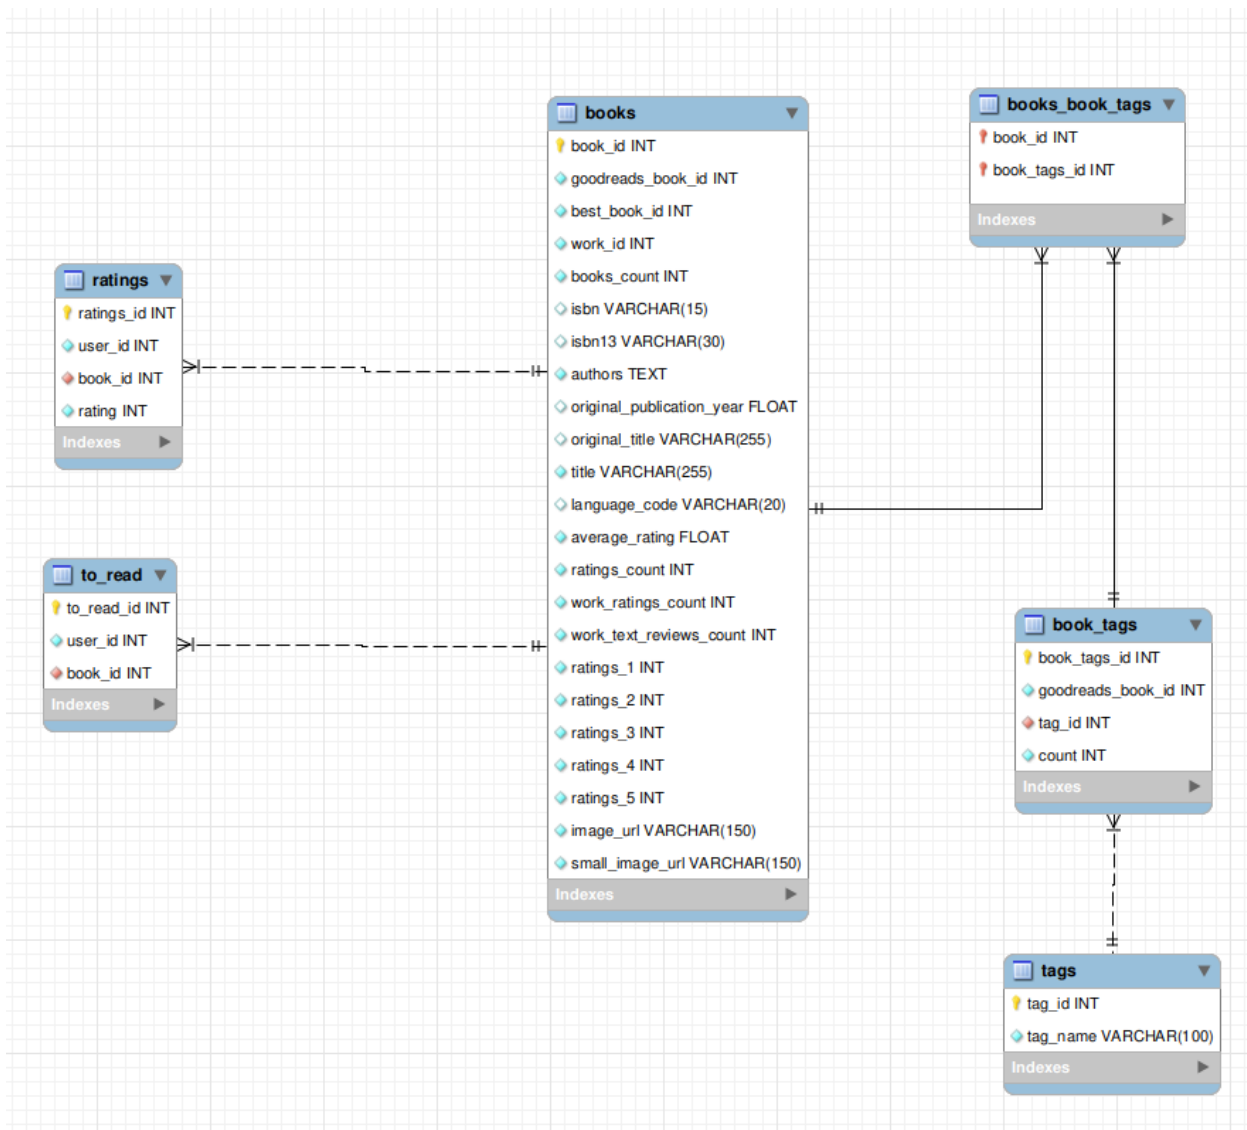 books
book_id INT
goodreads_book_id INT
best_book_id INT
work_id INT
books_count INT
isbn VARCHAR(15)
isbn13 VARCHAR(30)
authors TEXT
original_publication_year FLOAT
original_title VARCHAR(255)
title VARCHAR(255)
language_code VARCHAR(20)
average_rating FLOAT
ratings_count INT
work_ratings_count INT
work_text_reviews_count INT
ratings_1 INT
ratings_2 INT
ratings_3 INT
ratings_4 INT
ratings_5 INT
image_url VARCHAR(150)
small_image_url VARCHAR(150)
Indexes
books_book_tags
book_id INT
book_tags_id INT
Indexes
ratings
ratings_id INT
user_id INT
book_id INT
rating INT
Indexes
to_read
to_read_id INT
user_id INT
book_id INT
Indexes
book_tags
book_tags_id INT
goodreads_book_id INT
tag_id INT
count INT
Indexes
tags
tag_id INT
tag_name VARCHAR(100)
Indexes